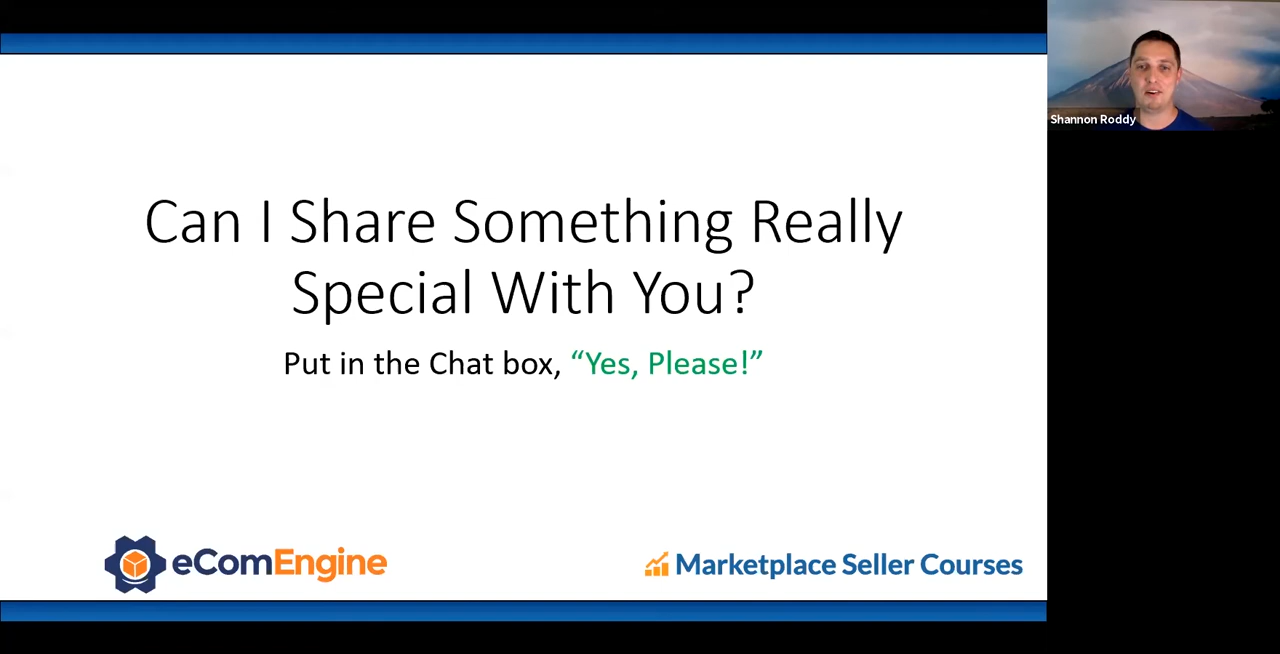 Shannon Roddy
Can I Share Something Really
Special With You?
Put in the Chat box, “Yes, Please!”
eComEngine
Marketplace Seller Courses